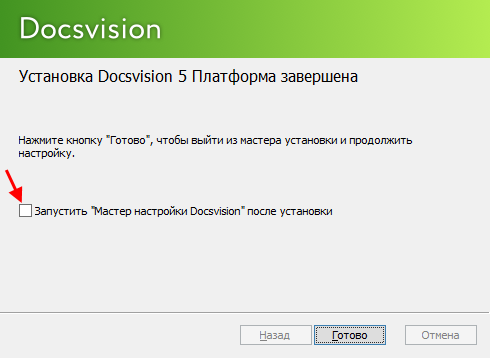 Docsvision
Установка Docsvision 5 Платформа завершена
Нажмите кнопку "Готово", чтобы выйти из мастера установки и продолжить
настройку.
Запустить "Мастер настройки Docsvision" после установки
Назад Готово Отмена